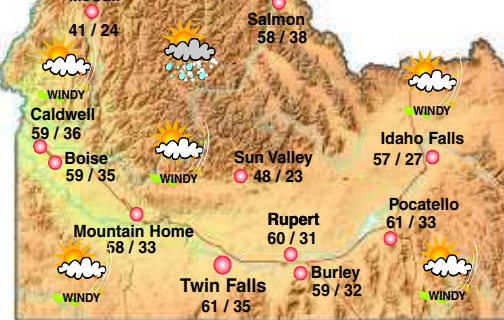 41 / 24
Salmon
58 / 38
WINDY
WINDY
Caldwell
59 / 36
Idaho Falls
57 / 27
Boise
59 / 35
Sun Valley
48 / 23
WINDY
Pocatello
61 / 33
Rupert
60 / 31
Mountain Home
58 / 33
Burley
59 / 32
Twin Falls
61 / 35
WINDY
WINDY